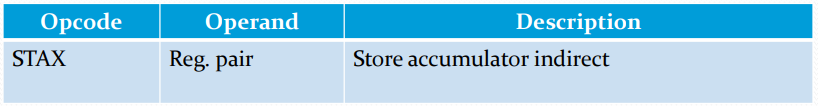 Opcode Operand Description
STAX Reg. pair Store accumulator indirect